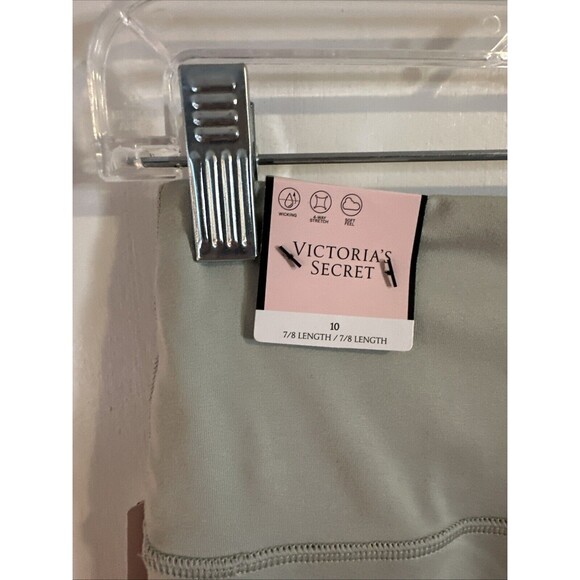 WICKING
4-WAY
STRETCH
SOFT
FEEL
VICTORIA'S
SECRET
10
7/8 LENGTH / 7/8 LENGTH